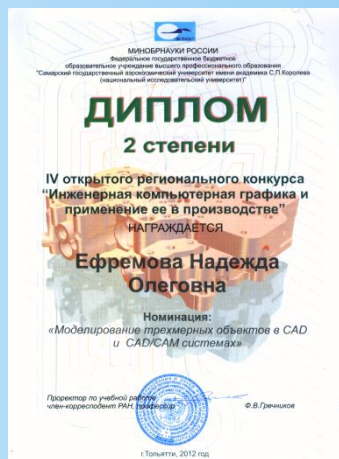 МИНОБРНАУКИ РОССИИ
Федеральное государственное бюджетное
образовательное учреждение высшего профессионального образования
"Самарский государственный аэрокосмический университет имени академика С.П.Королева
(национальный исследовательский университет)"
ДИПЛОМ
2 степени
IV открытого регионального конкурса
“Инженерная компьютерная графика и
применение ее в производстве”
НАГРАЖДАЕТСЯ
Ефремова Надежда
Олеговна
Номинация:
«Моделирование трехмерных объектов в CAD
и CAD/CAM системах»
Проректор по учебной работе
член-корреспондент РАН, профессор
Ф.В.Гречников
г.Тольятти, 2012 год